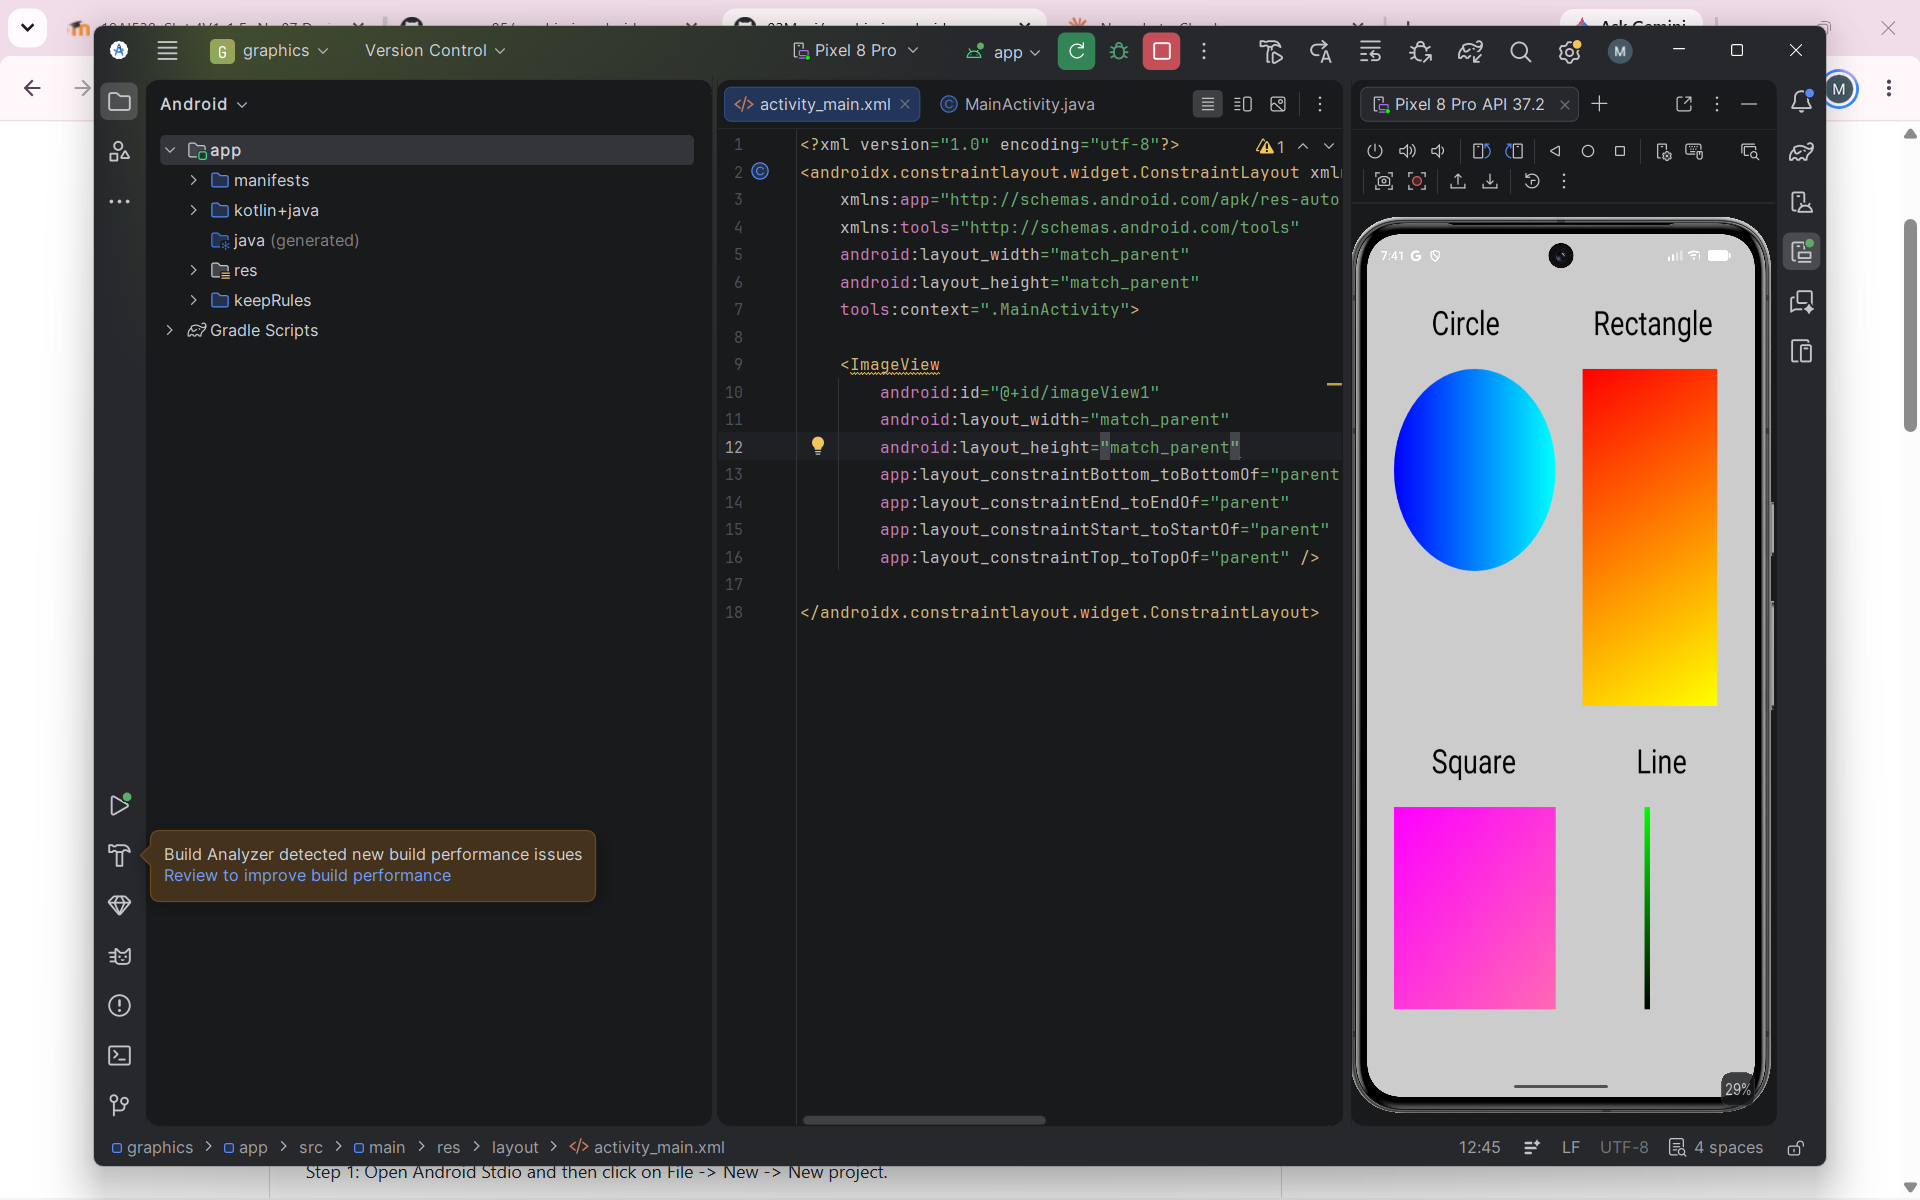 Ask Gemini
graphics
Version Control
Pixel 8 Pro
app
M
Android
app
manifests
kotlin+java
java (generated)
res
keepRules
Gradle Scripts
Build Analyzer detected new build performance issues
Review to improve build performance
activity_main.xml
MainActivity.java
1 <?xml version="1.0" encoding="utf-8"?>
1
2 <androidx.constraintlayout.widget.ConstraintLayout xml
3 xmlns:app="http://schemas.android.com/apk/res-auto
4 xmlns:tools="http://schemas.android.com/tools"
5 android:layout_width="match_parent"
6 android:layout_height="match_parent"
7 tools:context=".MainActivity">
8
9 <ImageView
10 android:id="@+id/imageView1"
11 android:layout_width="match_parent"
12 android:layout_height="match_parent"
13 app:layout_constraintBottom_toBottomOf="parent
14 app:layout_constraintEnd_toEndOf="parent"
15 app:layout_constraintStart_toStartOf="parent"
16 app:layout_constraintTop_toTopOf="parent" />
17
18 </androidx.constraintlayout.widget.ConstraintLayout>
Pixel 8 Pro API 37.2
M
7:41 G
Circle
Rectangle
Square
Line
29%
graphics > app > src > main > res > layout > activity_main.xml
12:45
LF
UTF-8
4 spaces
Step 1: Open Android Stdio and then click on File -> New -> New project.